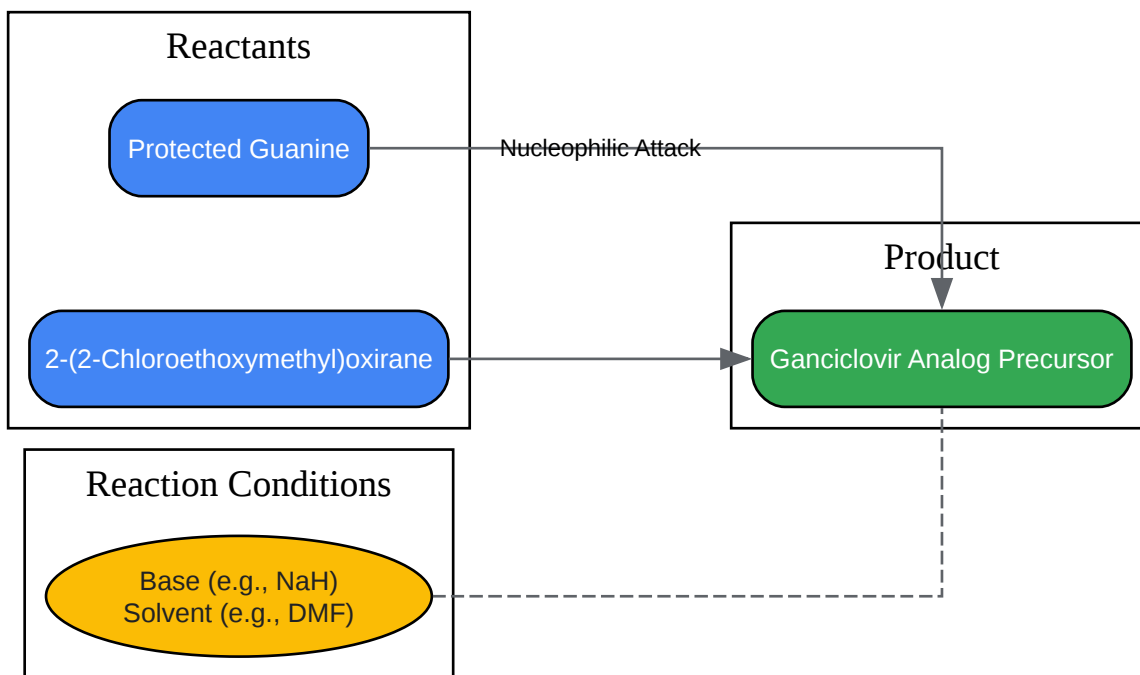 Reactants
Protected Guanine
Nucleophilic Attack
Product
2-(2-Chloroethoxymethyl)oxirane
Ganciclovir Analog Precursor
Reaction Conditions
Base (e.g., NaH)
Solvent (e.g., DMF)